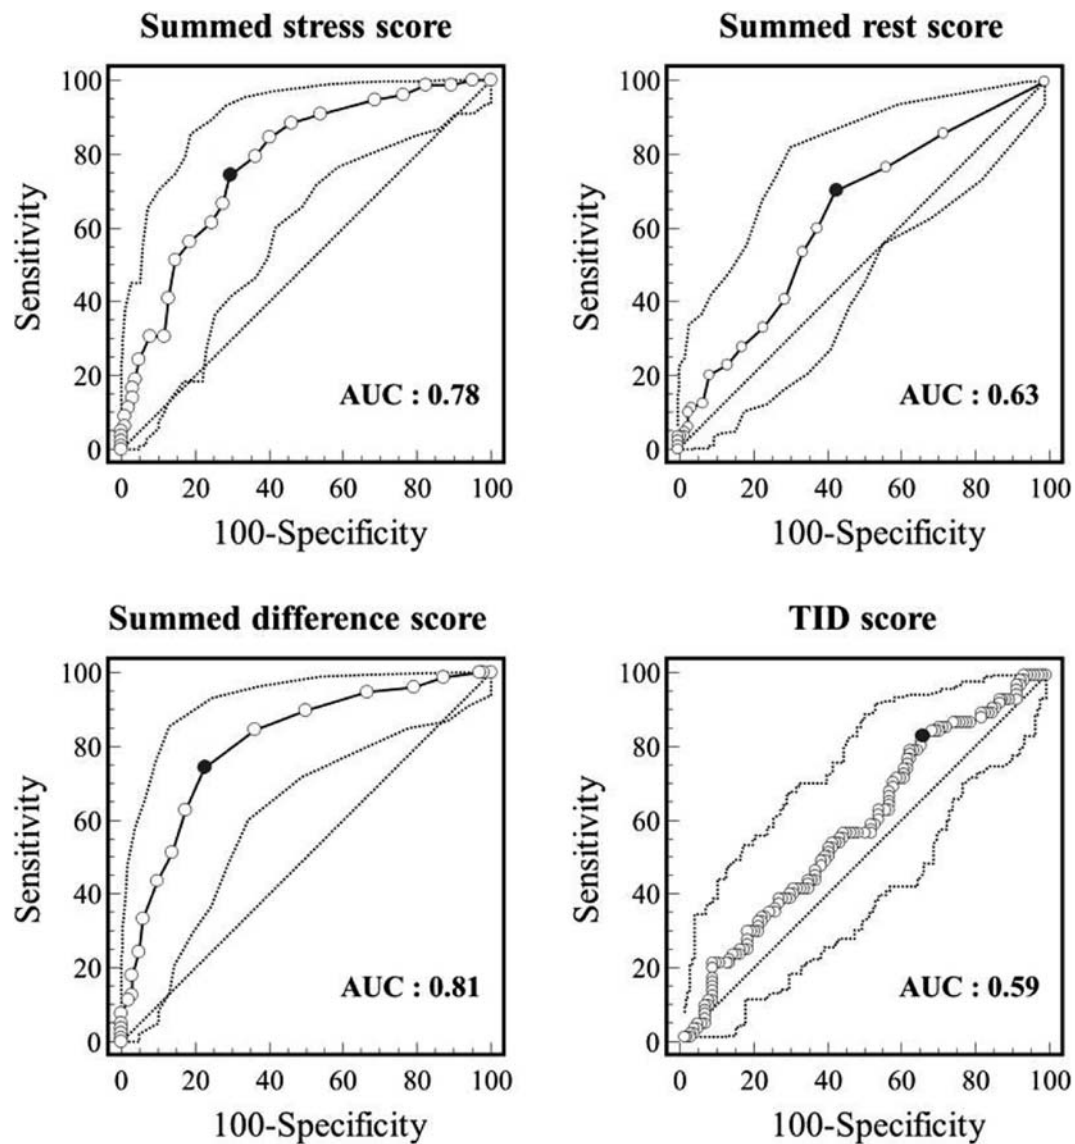 Summed stress score
100
80
60
40
20
0
Sensitivity
AUC : 0.78
0 20 40 60 80 100
100-Specificity
Summed rest score
100
80
60
40
20
0
Sensitivity
AUC : 0.63
0 20 40 60 80 100
100-Specificity
Summed difference score
100
80
60
40
20
0
Sensitivity
AUC : 0.81
0 20 40 60 80 100
100-Specificity
TID score
100
80
60
40
20
0
Sensitivity
AUC : 0.59
0 20 40 60 80 100
100-Specificity